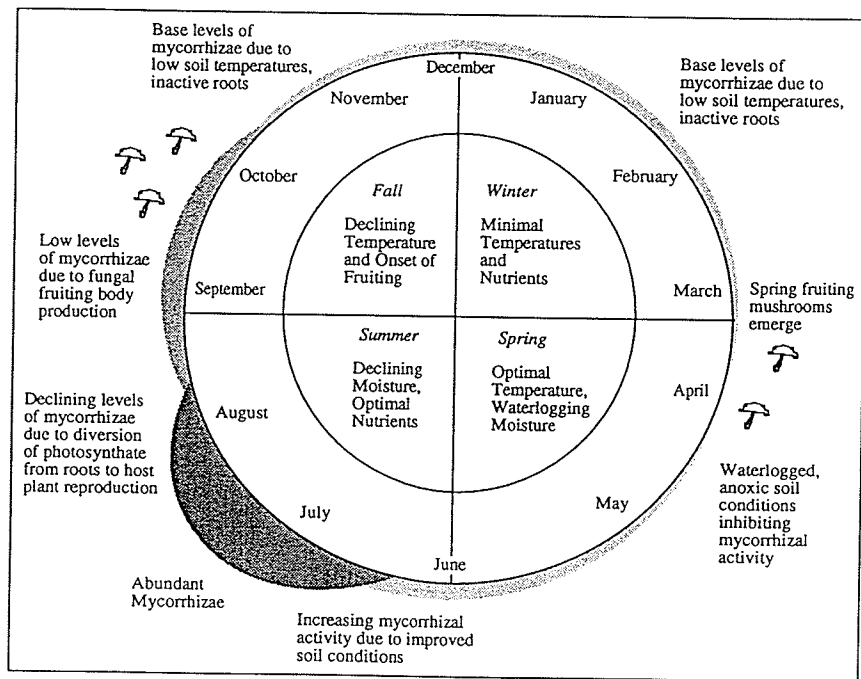 Base levels of
mycorrhizae due to
low soil temperatures,
inactive roots
December
Base levels of
mycorrhizae due to
low soil temperatures,
inactive roots
November
January
October
February
Fall
Declining
Temperature
and Onset of
Fruiting
Winter
Minimal
Temperatures
and
Nutrients
Low levels
of mycorrhizae
due to fungal
fruiting body
production
September
March
Spring fruiting
mushrooms
emerge
Summer
Declining
Moisture,
Optimal
Nutrients
Spring
Optimal
Temperature,
Waterlogging
Moisture
Declining levels
of mycorrhizae
due to diversion
of photosynthate
from roots to host
plant reproduction
August
April
July
May
Waterlogged,
anoxic soil
conditions
inhibiting
mycorrhizal
activity
June
Abundant
Mycorrhizae
Increasing mycorrhizal
activity due to improved
soil conditions